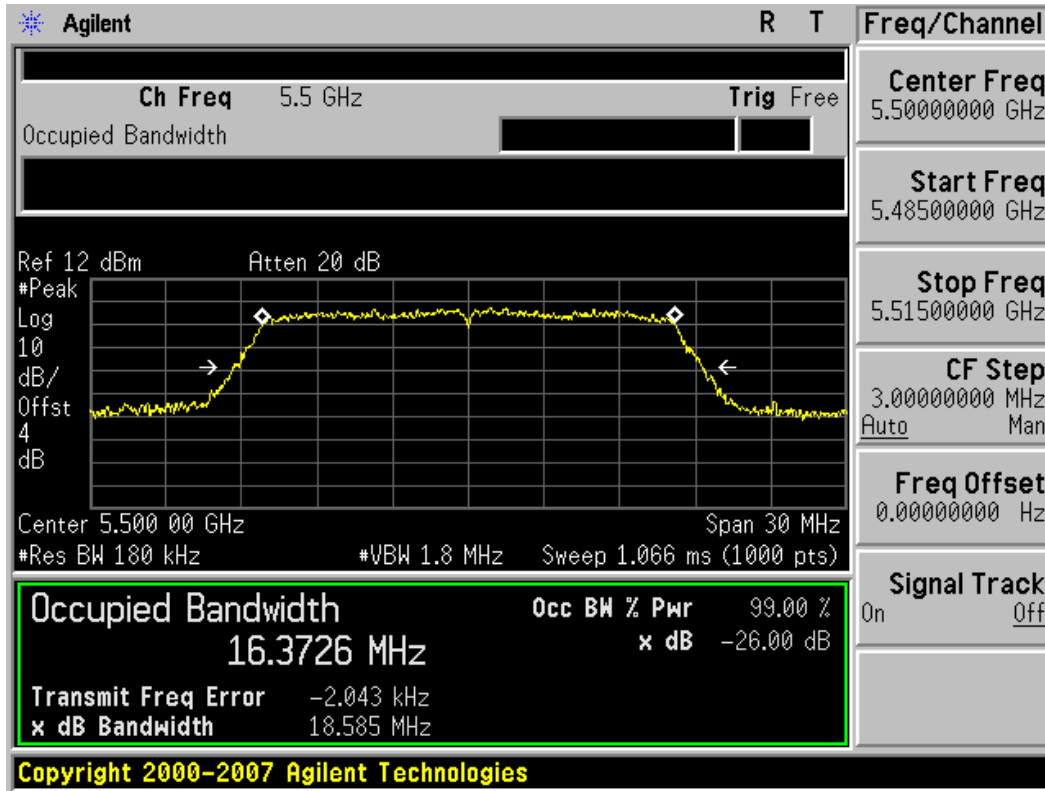 Agilent R T
Freq/Channel
Ch Freq 5.5 GHz Trig Free
Occupied Bandwidth
Center Freq
5.50000000 GHz
Start Freq
5.48500000 GHz
Stop Freq
5.51500000 GHz
CF Step
3.00000000 MHz
Auto Man
Freq Offset
0.00000000 Hz
Signal Track
On Off
Ref 12 dBm Atten 20 dB
#Peak
Log
10
dB/
Offst
4
dB
Center 5.500 00 GHz Span 30 MHz
#Res BW 180 kHz #VBW 1.8 MHz Sweep 1.066 ms (1000 pts)
Occupied Bandwidth Occ BW % Pwr 99.00 %
16.3726 MHz x dB -26.00 dB
Transmit Freq Error -2.043 kHz
x dB Bandwidth 18.585 MHz
Copyright 2000-2007 Agilent Technologies